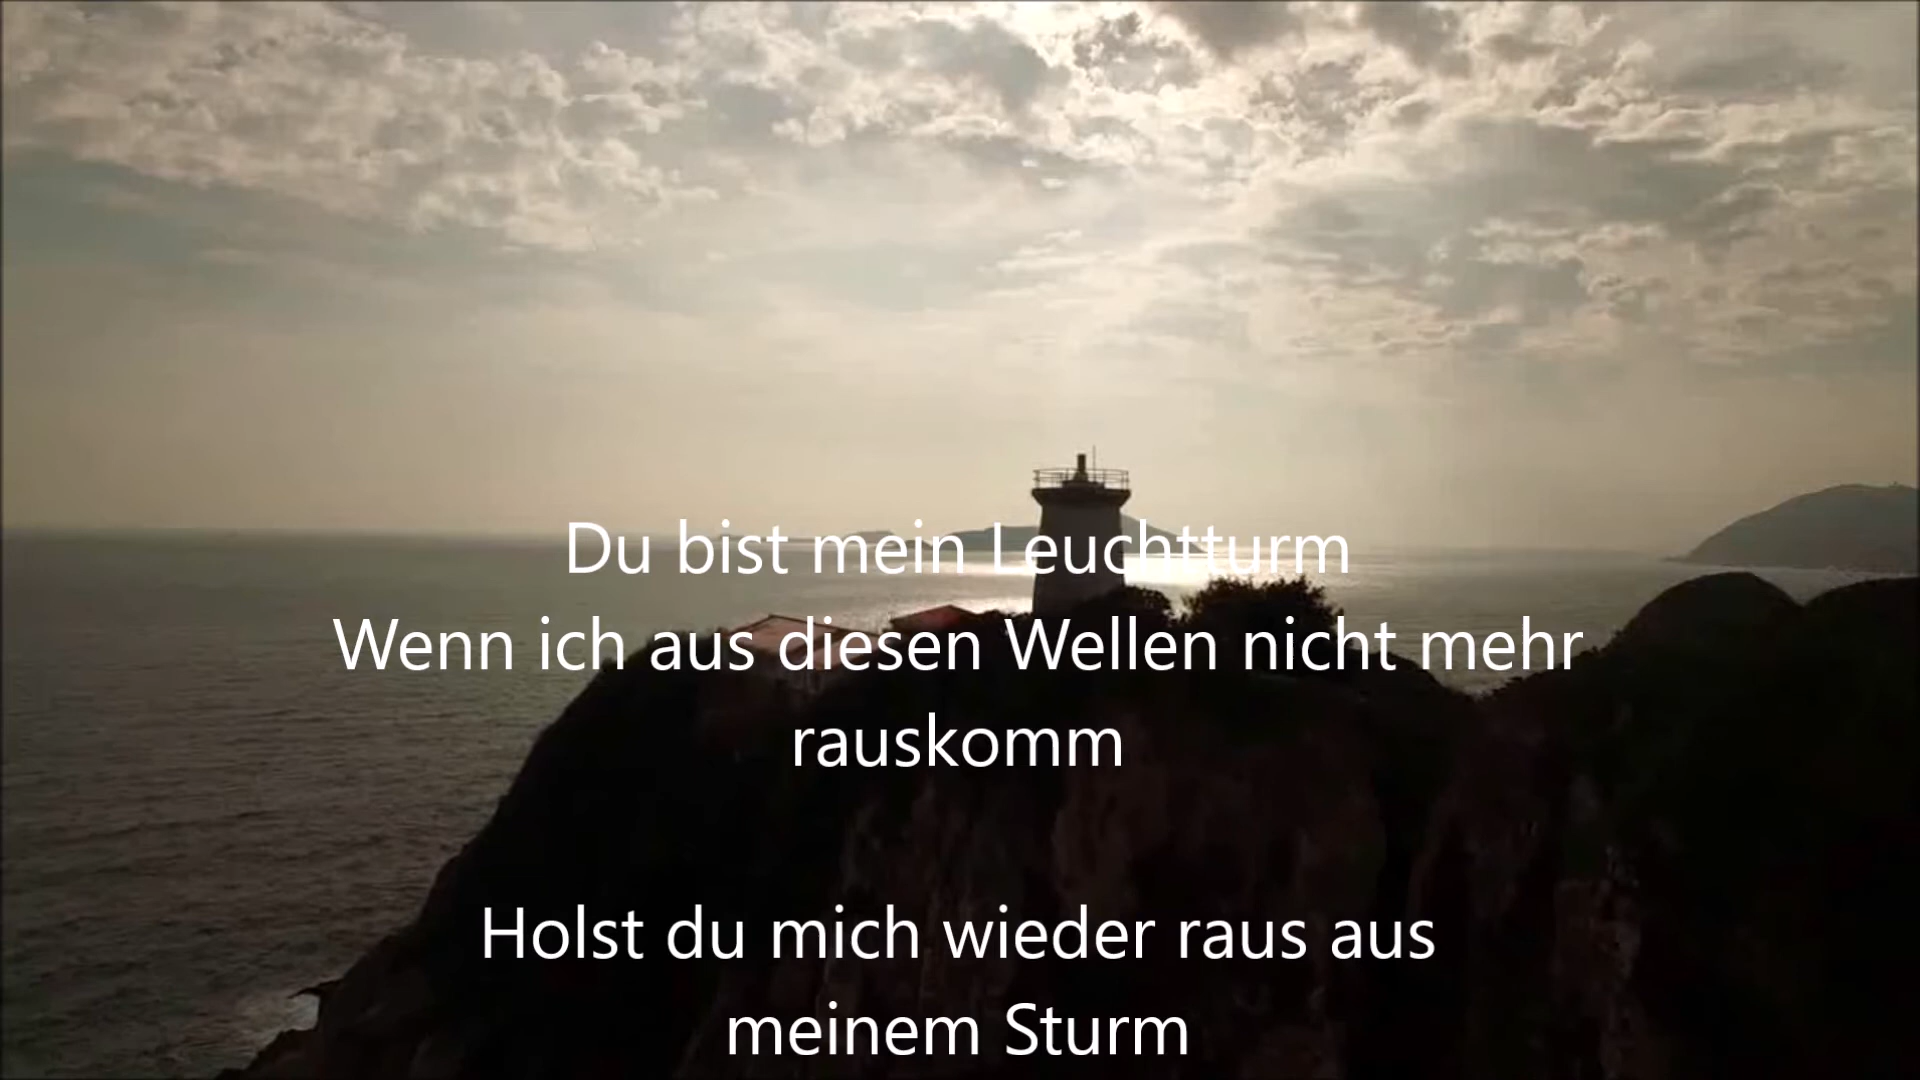 Du bist mein Leuchtturm
Wenn ich aus diesen Wellen nicht mehr
rauskomm
Holst du mich wieder raus aus
meinem Sturm